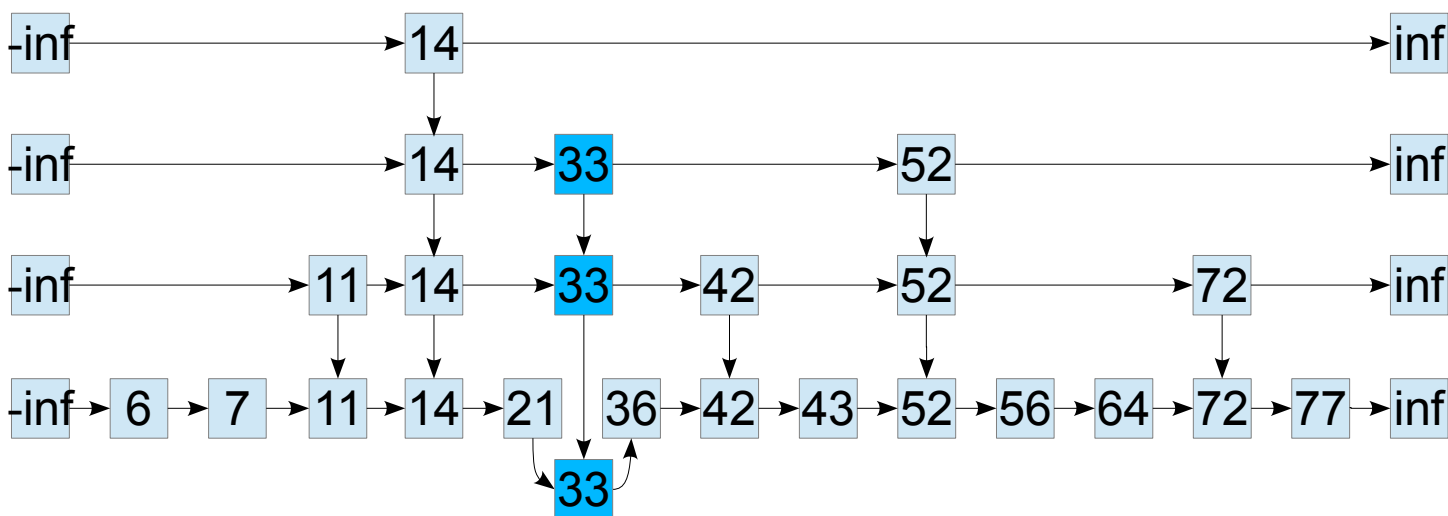 -inf 14 inf
-inf 14 33 52 inf
-inf 11 14 33 42 52 72 inf
-inf 6 7 11 14 21 36 42 43 52 56 64 72 77 inf
33